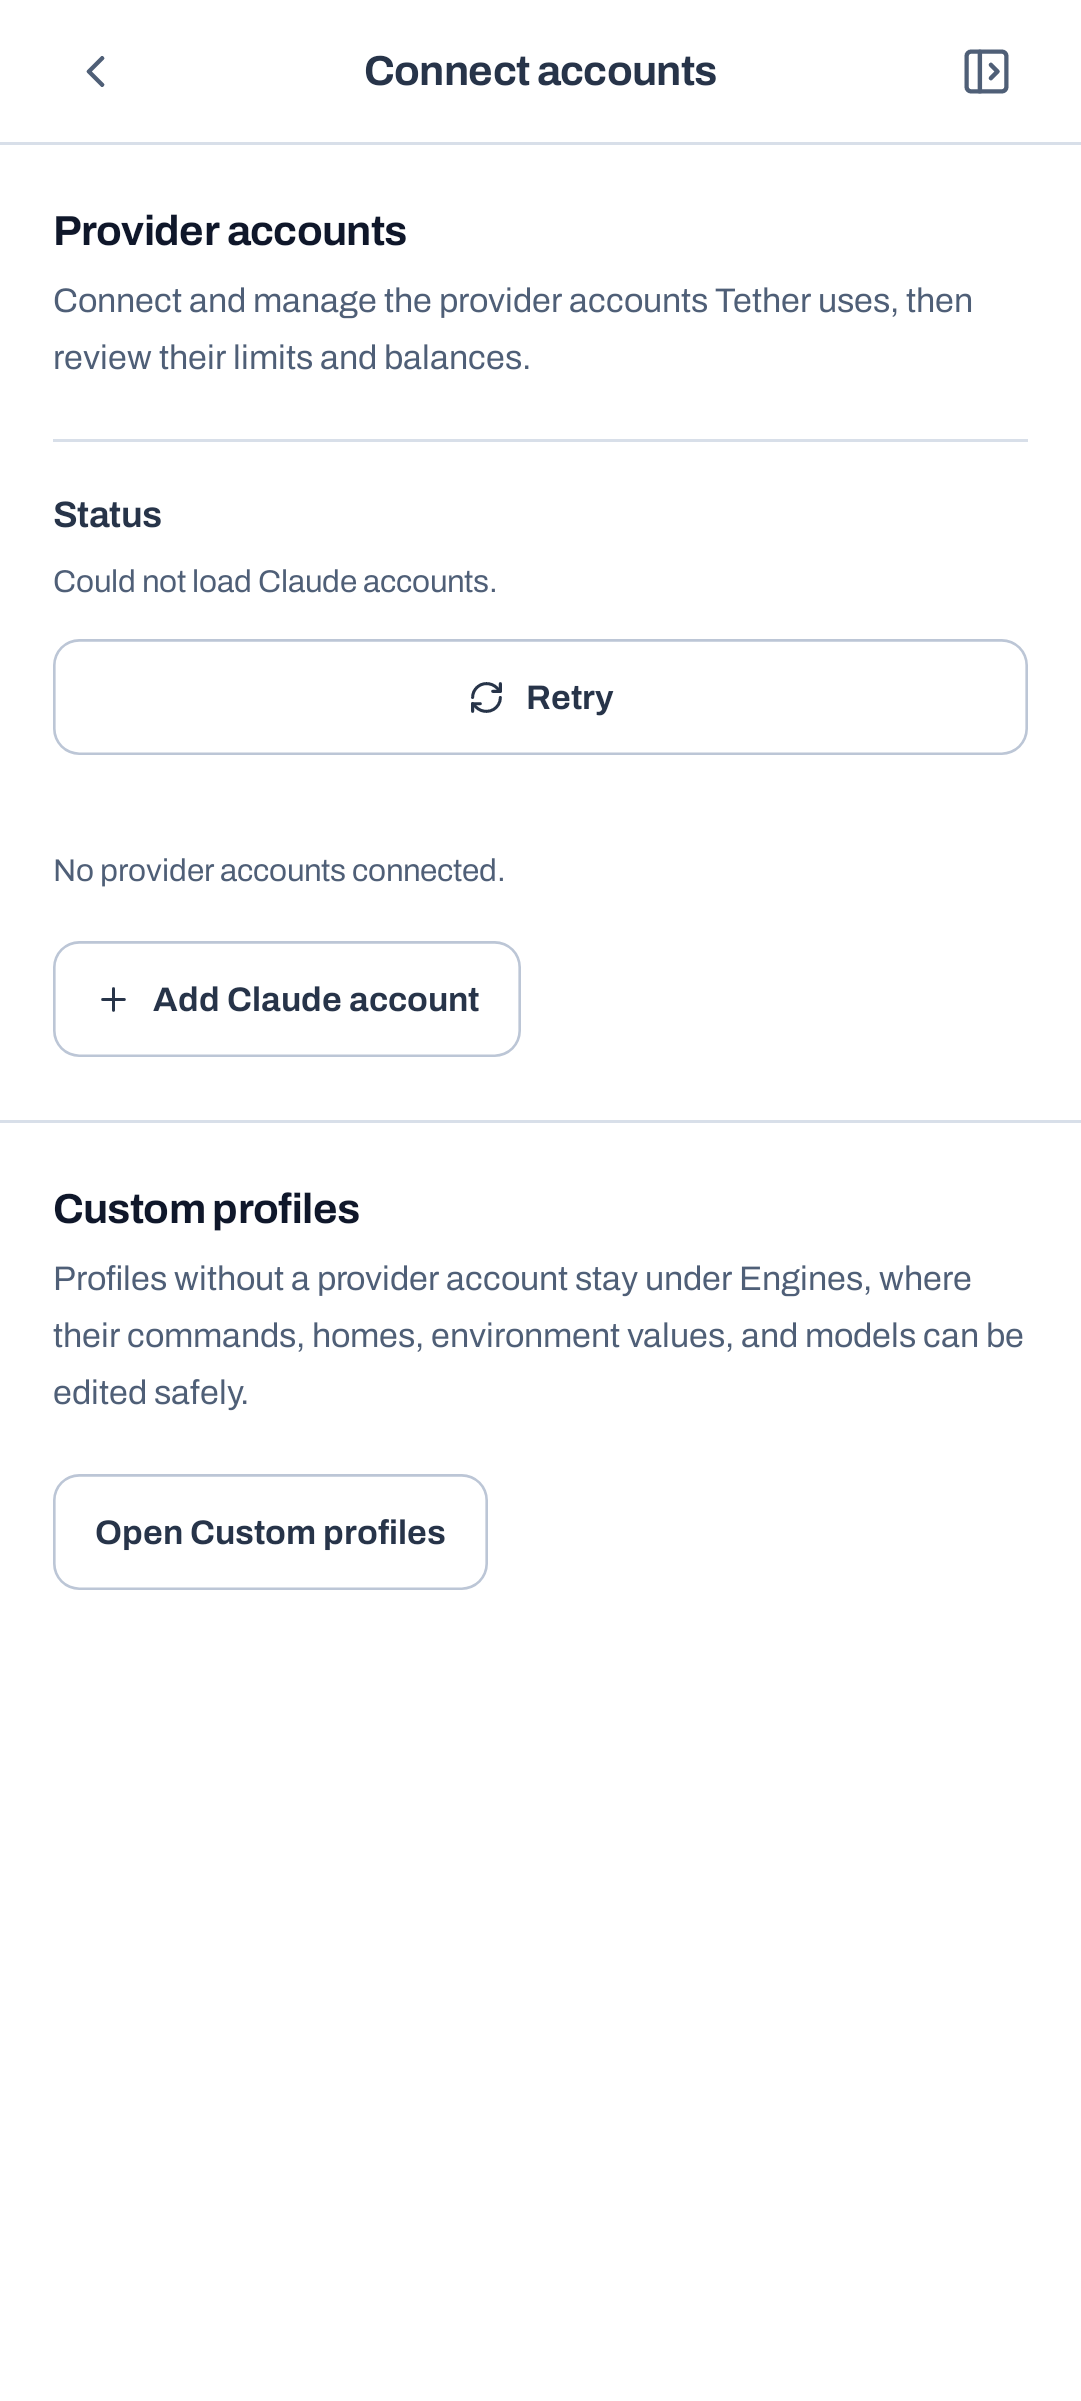 Connect accounts
Provider accounts
Connect and manage the provider accounts Tether uses, then
review their limits and balances.
Status
Could not load Claude accounts.
Retry
No provider accounts connected.
Add Claude account
Custom profiles
Profiles without a provider account stay under Engines, where
their commands, homes, environment values, and models can be
edited safely.
Open Custom profiles